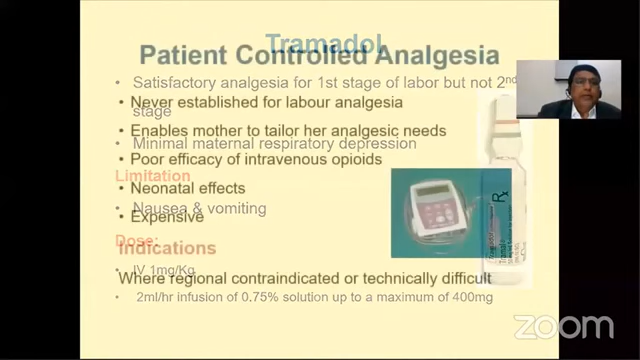 Tramadol
Patient Controlled Analgesia
• Satisfactory analgesia for 1st stage of labor but not 2nd
stage
• Never established for labour analgesia
• Enables mother to tailor her analgesic needs
• Minimal maternal respiratory depression
• Poor efficacy of intravenous opioids
Limitation
• Neonatal effects
• Nausea & vomiting
• Expensive
Dose:
Indications
• IV 1mg/Kg
Where regional contraindicated or technically difficult
• 2ml/hr infusion of 0.75% solution up to a maximum of 400mg
Rx
zoom